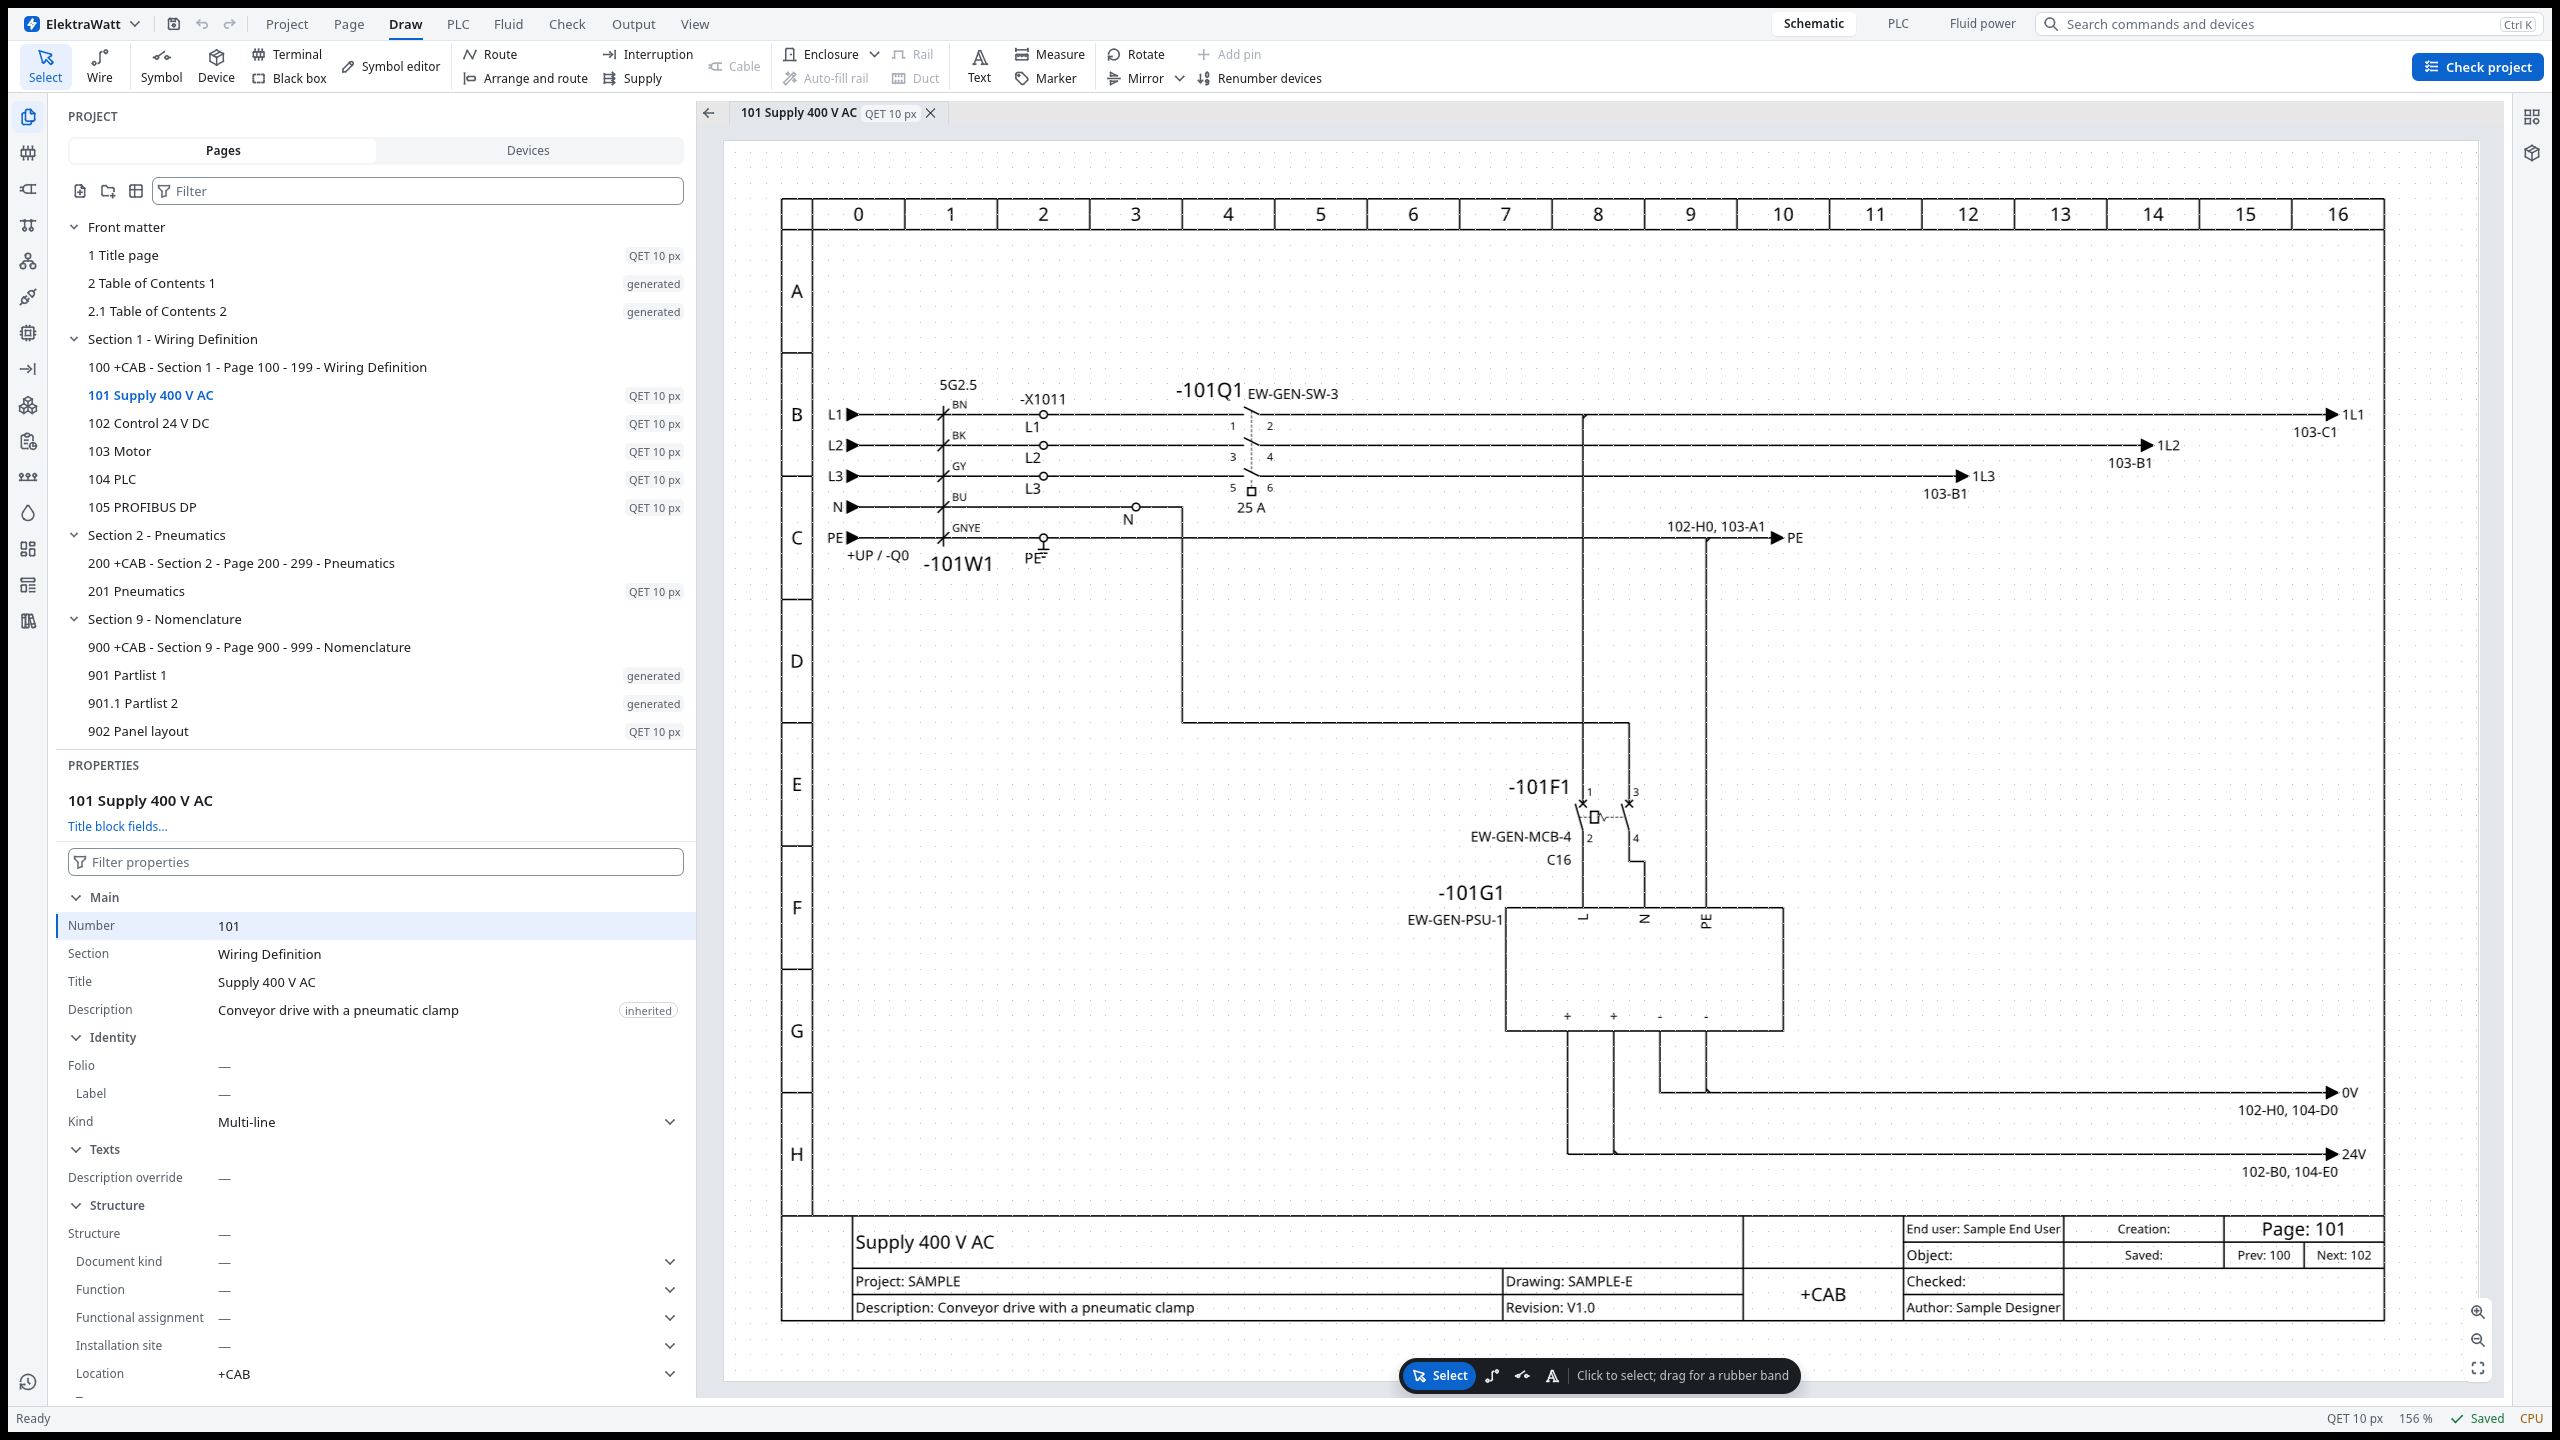 ElektraWatt Project Page Draw PLC Fluid Check Output View Schematic PLC Fluid power Search commands and devices Ctrl K
Select Wire Symbol Device Terminal Black box Symbol editor Route Arrange and route Interruption Supply Cable Enclosure Auto-fill rail Rail Duct Text Measure Marker Rotate Mirror Add pin Renumber devices Check project
PROJECT
Pages Devices
Filter
Front matter
1 Title page QET 10 px
2 Table of Contents 1 generated
2.1 Table of Contents 2 generated
Section 1 - Wiring Definition
100 +CAB - Section 1 - Page 100 - 199 - Wiring Definition
101 Supply 400 V AC QET 10 px
102 Control 24 V DC QET 10 px
103 Motor QET 10 px
104 PLC QET 10 px
105 PROFIBUS DP QET 10 px
Section 2 - Pneumatics
200 +CAB - Section 2 - Page 200 - 299 - Pneumatics
201 Pneumatics QET 10 px
Section 9 - Nomenclature
900 +CAB - Section 9 - Page 900 - 999 - Nomenclature
901 Partlist 1 generated
901.1 Partlist 2 generated
902 Panel layout QET 10 px
PROPERTIES
101 Supply 400 V AC
Title block fields...
Filter properties
Main
Number 101
Section Wiring Definition
Title Supply 400 V AC
Description Conveyor drive with a pneumatic clamp inherited
Identity
Folio —
Label —
Kind Multi-line
Texts
Description override —
Structure
Structure —
Document kind —
Function —
Functional assignment —
Installation site —
Location +CAB
101 Supply 400 V AC QET 10 px
0 1 2 3 4 5 6 7 8 9 10 11 12 13 14 15 16
A
B
C
D
E
F
G
H
5G2.5
-X1011
-101Q1 EW-GEN-SW-3
L1 BN L1 1 2 1L1
103-C1
L2 BK L2 3 4 1L2
103-B1
L3 GY L3 5 6 1L3
103-B1
25 A
N BU N
PE GNYE PE 102-H0, 103-A1 PE
+UP / -Q0 -101W1
-101F1 1 3
EW-GEN-MCB-4 2 4
C16
-101G1
EW-GEN-PSU-1 L N PE
+ + - -
0V
102-H0, 104-D0
24V
102-B0, 104-E0
Supply 400 V AC
Project: SAMPLE
Description: Conveyor drive with a pneumatic clamp
Drawing: SAMPLE-E
Revision: V1.0
+CAB
End user: Sample End User
Object:
Checked:
Author: Sample Designer
Creation:
Saved:
Page: 101
Prev: 100 Next: 102
Select Click to select; drag for a rubber band
Ready QET 10 px 156 % Saved CPU